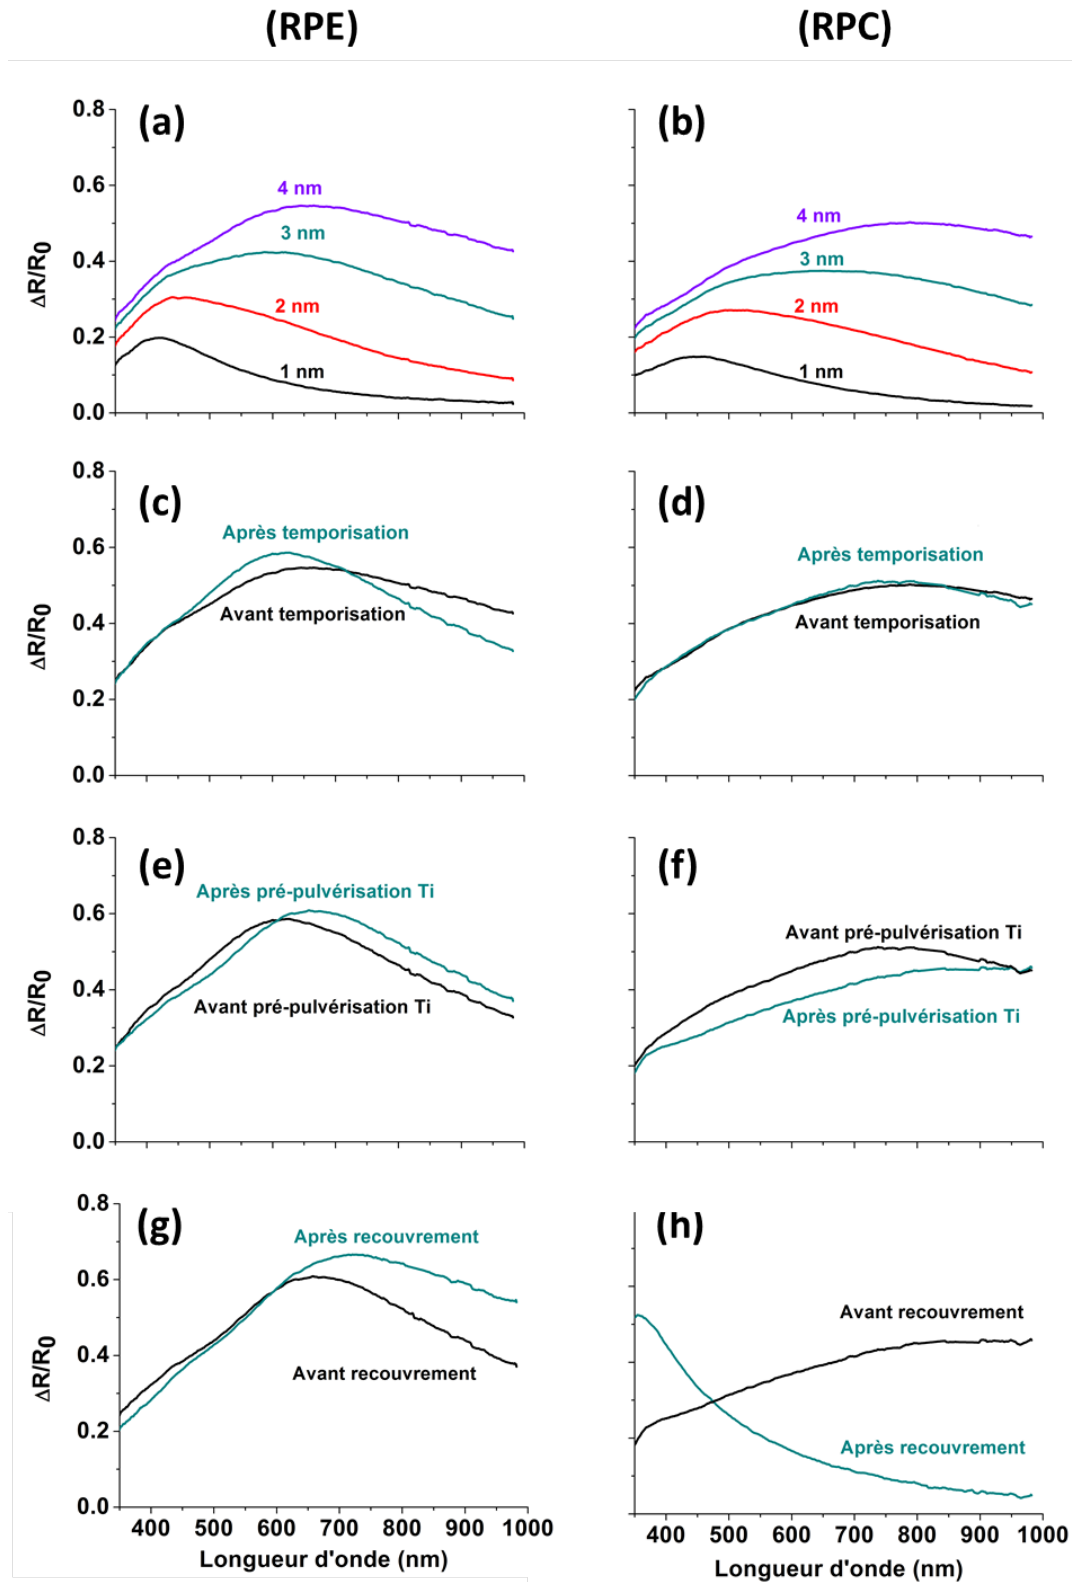 (RPE) (RPC)
(a)
0.8
0.6
0.4
0.2
0.0
ΔR/R0
4 nm
3 nm
2 nm
1 nm
(b)
4 nm
3 nm
2 nm
1 nm
(c)
0.8
0.6
0.4
0.2
0.0
ΔR/R0
Après temporisation
Avant temporisation
(d)
Après temporisation
Avant temporisation
(e)
0.8
0.6
0.4
0.2
0.0
ΔR/R0
Après pré-pulvérisation Ti
Avant pré-pulvérisation Ti
(f)
Avant pré-pulvérisation Ti
Après pré-pulvérisation Ti
(g)
0.8
0.6
0.4
0.2
0.0
ΔR/R0
Après recouvrement
Avant recouvrement
400 500 600 700 800 900 1000
Longueur d'onde (nm)
(h)
Avant recouvrement
Après recouvrement
400 500 600 700 800 900 1000
Longueur d'onde (nm)